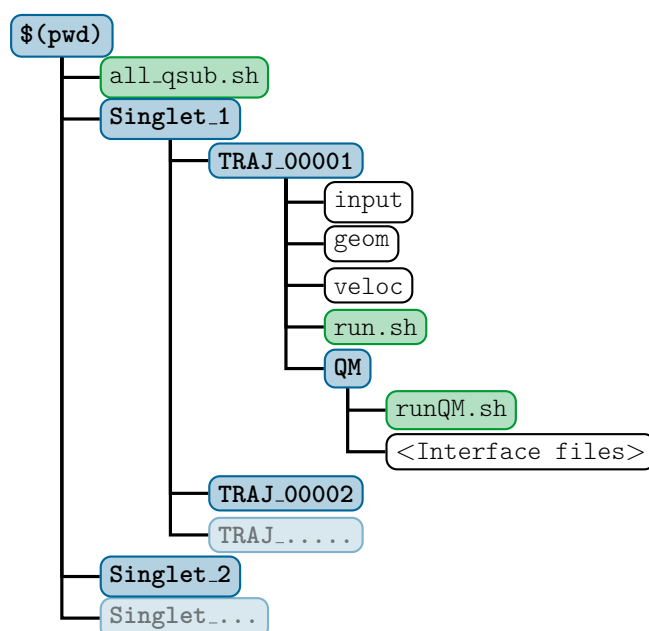 $(pwd)
all_qsub.sh
Singlet_1
TRAJ_00001
input
geom
veloc
run.sh
QM
runQM.sh
<Interface files>
TRAJ_00002
TRAJ_.....
Singlet_2
Singlet_...